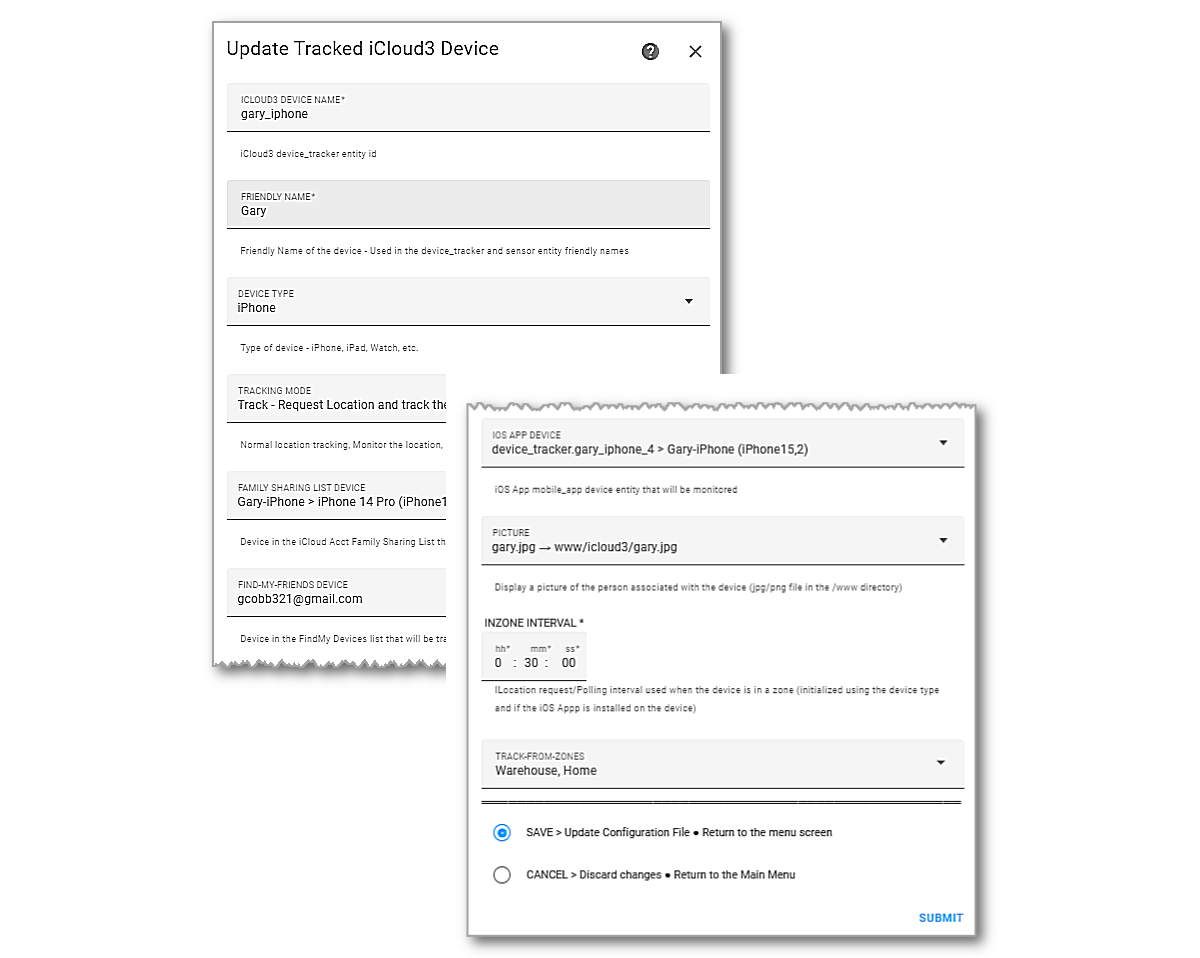 Update Tracked iCloud3 Device
ICLOUD3 DEVICE NAME*
gary_iphone
iCloud3 device_tracker entity id
FRIENDLY NAME*
Gary
Friendly Name of the device - Used in the device_tracker and sensor entity friendly names
DEVICE TYPE
iPhone
Type of device - iPhone, iPad, Watch, etc.
TRACKING MODE
Track - Request Location and track the
Normal location tracking, Monitor the location,
FAMILY SHARING LIST DEVICE
Gary-iPhone > iPhone 14 Pro (iPhone1
Device in the iCloud Acct Family Sharing List th
FIND-MY-FRIENDS DEVICE
gcobb321@gmail.com
Device in the FindMy Devices list that will be tra
IOS APP DEVICE
device_tracker.gary_iphone_4 > Gary-iPhone (iPhone15,2)
iOS App mobile_app device entity that will be monitored
PICTURE
gary.jpg → www/icloud3/gary.jpg
Display a picture of the person associated with the device (jpg/png file in the /www directory)
INZONE INTERVAL *
hh* mm* ss*
0 : 30 : 00
ILocation request/Polling interval used when the device is in a zone (initialized using the device type
and if the iOS Appp is installed on the device)
TRACK-FROM-ZONES
Warehouse, Home
SAVE > Update Configuration File ● Return to the menu screen
CANCEL > Discard changes ● Return to the Main Menu
SUBMIT